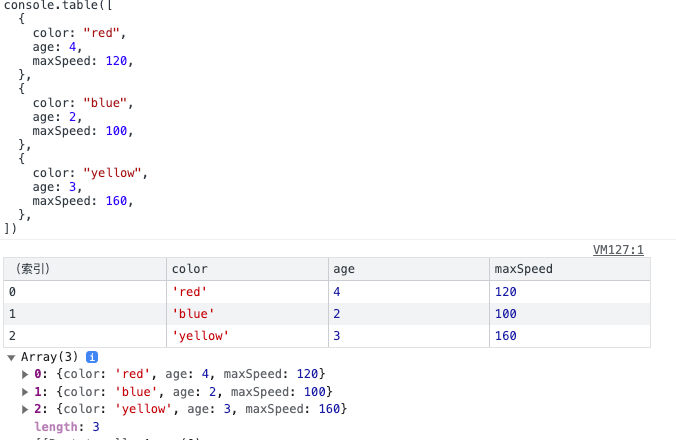 console.table([
  {
    color: "red",
    age: 4,
    maxSpeed: 120,
  },
  {
    color: "blue",
    age: 2,
    maxSpeed: 100,
  },
  {
    color: "yellow",
    age: 3,
    maxSpeed: 160,
  },
])
VM127:1
（索引） color age maxSpeed
0 'red' 4 120
1 'blue' 2 100
2 'yellow' 3 160
▼ Array(3) i
▶ 0: {color: 'red', age: 4, maxSpeed: 120}
▶ 1: {color: 'blue', age: 2, maxSpeed: 100}
▶ 2: {color: 'yellow', age: 3, maxSpeed: 160}
length: 3